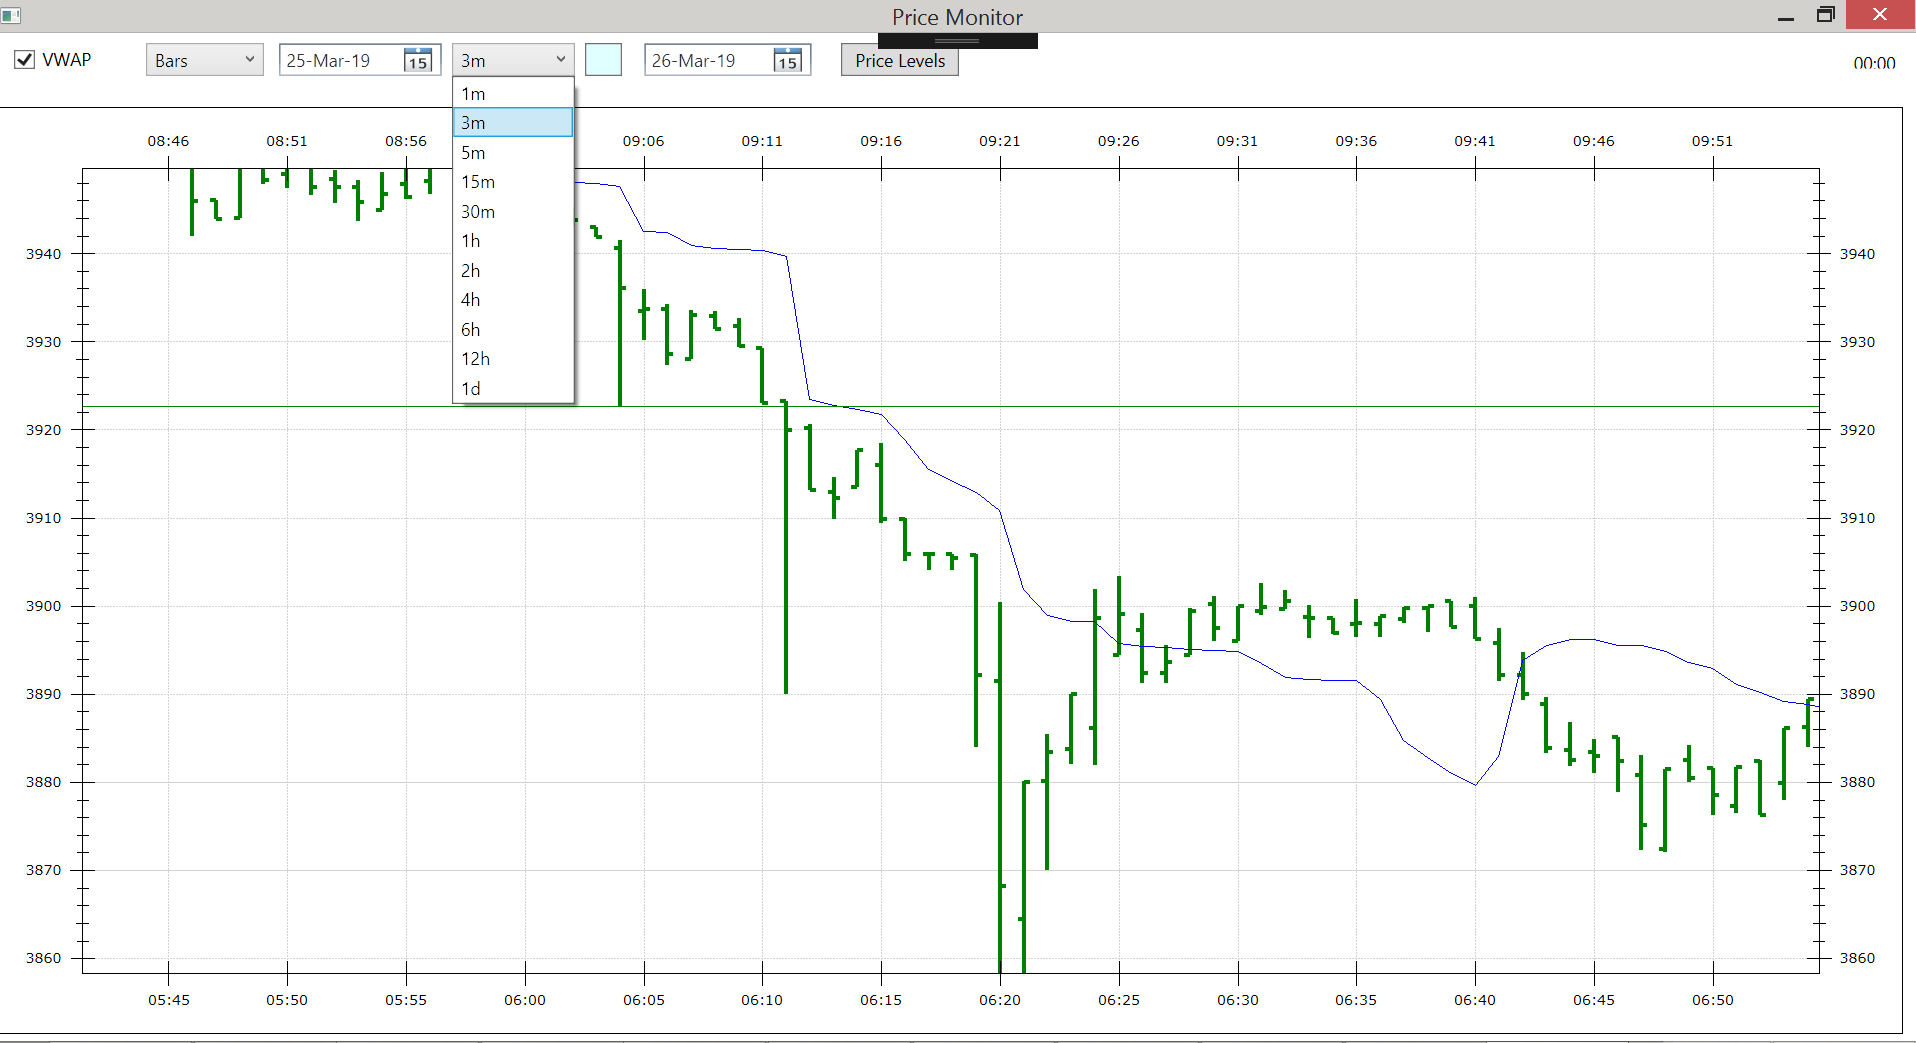 Price Monitor
VWAP Bars 25-Mar-19 15 3m 26-Mar-19 15 Price Levels 00:00
1m
3m
5m
15m
30m
1h
2h
4h
6h
12h
1d
08:46 08:51 08:56 09:06 09:11 09:16 09:21 09:26 09:31 09:36 09:41 09:46 09:51
3940 3940
3930 3930
3920 3920
3910 3910
3900 3900
3890 3890
3880 3880
3870 3870
3860 3860
05:45 05:50 05:55 06:00 06:05 06:10 06:15 06:20 06:25 06:30 06:35 06:40 06:45 06:50